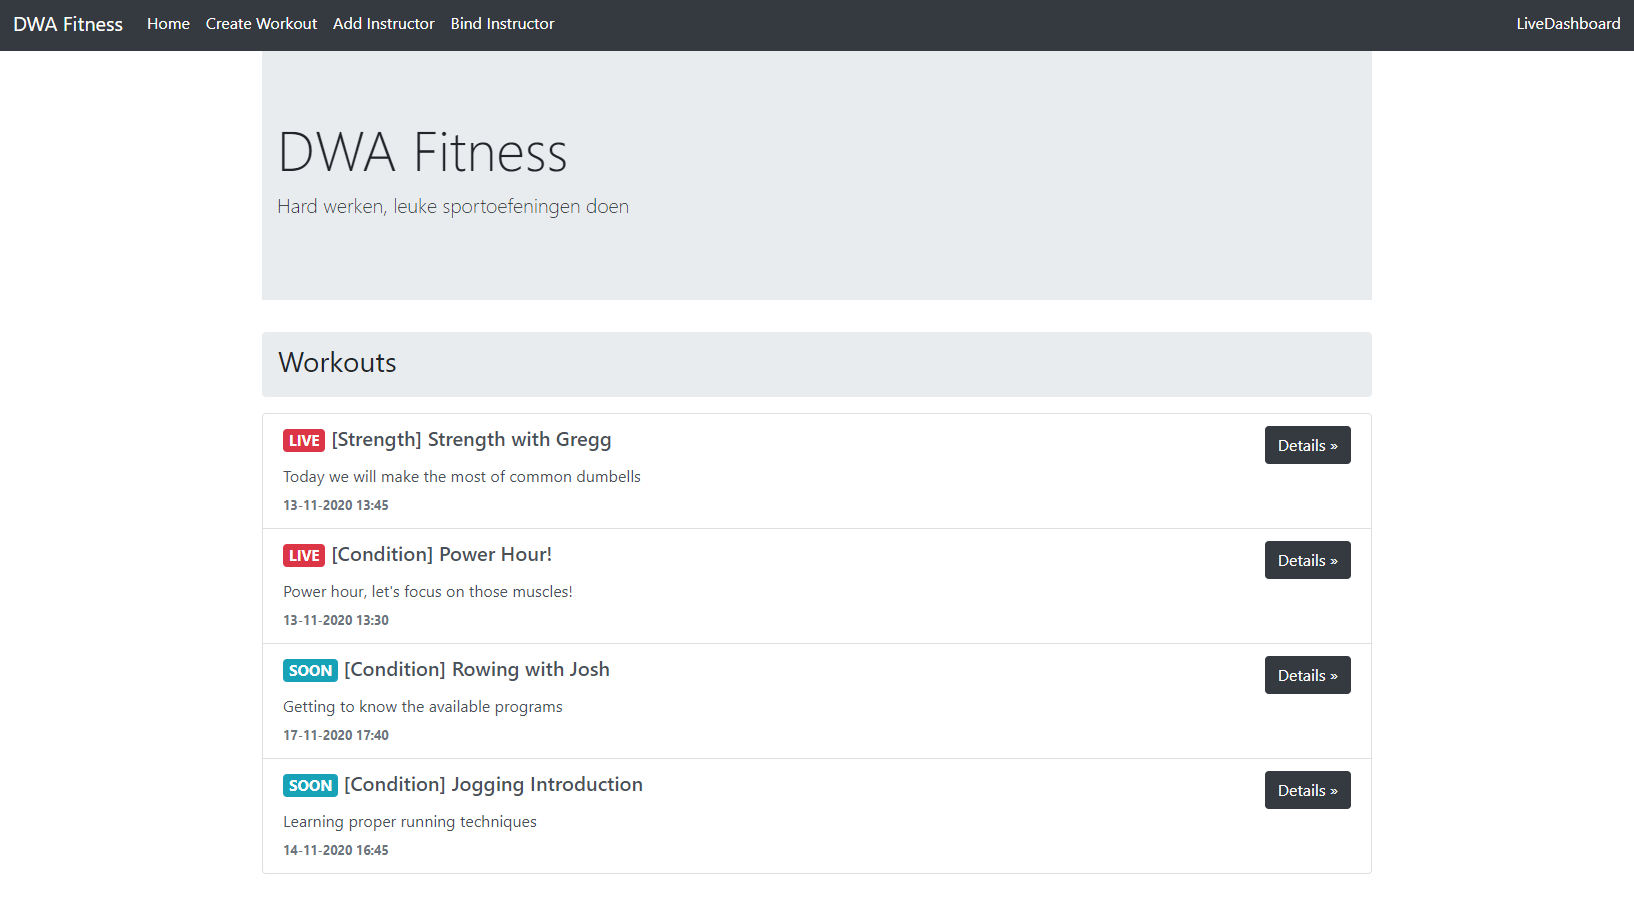 DWA Fitness Home Create Workout Add Instructor Bind Instructor LiveDashboard
DWA Fitness
Hard werken, leuke sportoefeningen doen
Workouts
LIVE [Strength] Strength with Gregg Details »
Today we will make the most of common dumbells
13-11-2020 13:45
LIVE [Condition] Power Hour! Details »
Power hour, let's focus on those muscles!
13-11-2020 13:30
SOON [Condition] Rowing with Josh Details »
Getting to know the available programs
17-11-2020 17:40
SOON [Condition] Jogging Introduction Details »
Learning proper running techniques
14-11-2020 16:45